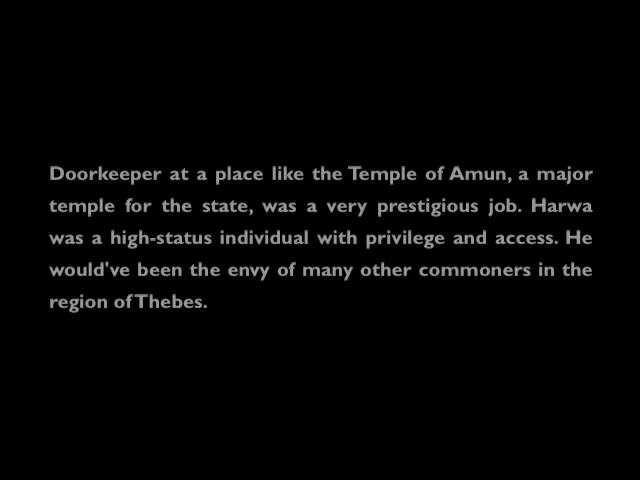 Doorkeeper at a place like the Temple of Amun, a major
temple for the state, was a very prestigious job. Harwa
was a high-status individual with privilege and access. He
would've been the envy of many other commoners in the
region of Thebes.